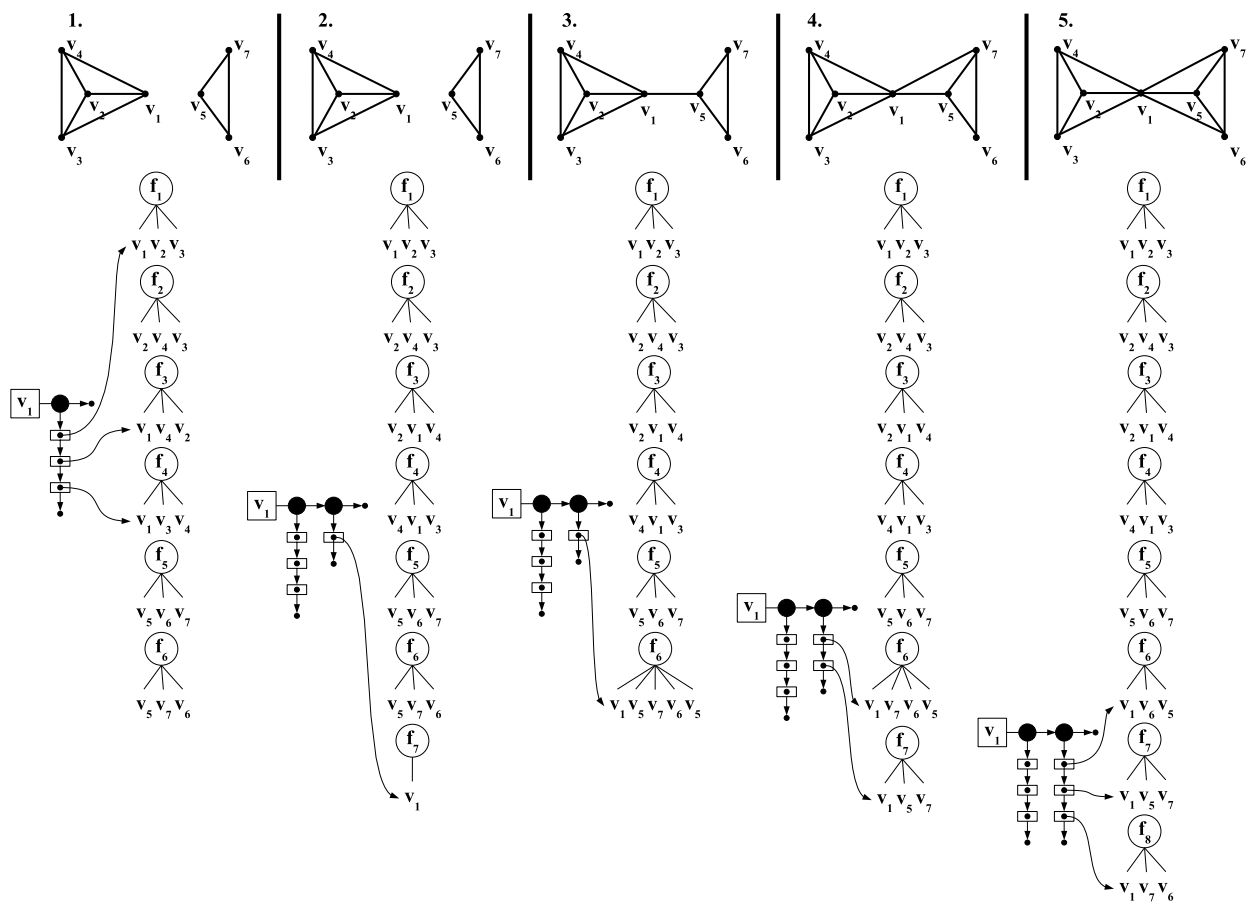 1. 2. 3. 4. 5.
v4 v7 v4 v7 v4 v7 v4 v7 v4 v7
v2 v1 v5 v2 v1 v5 v2 v1 v5 v2 v1 v5 v2 v1 v5
v3 v6 v3 v6 v3 v6 v3 v6 v3 v6
f1 f1 f1 f1 f1
v1 v2 v3 v1 v2 v3 v1 v2 v3 v1 v2 v3 v1 v2 v3
f2 f2 f2 f2 f2
v2 v4 v3 v2 v4 v3 v2 v4 v3 v2 v4 v3 v2 v4 v3
f3 f3 f3 f3 f3
v1
v1 v4 v2 v2 v1 v4 v2 v1 v4 v2 v1 v4 v2 v1 v4
f4 f4 f4 f4 f4
v1 v1
v1 v3 v4 v4 v1 v3 v4 v1 v3 v4 v1 v3 v4 v1 v3
f5 f5 f5 f5 f5
v1
v5 v6 v7 v5 v6 v7 v5 v6 v7 v5 v6 v7 v5 v6 v7
f6 f6 f6 f6 f6
v5 v7 v6 v5 v7 v6 v1 v5 v7 v6 v5 v1 v7 v6 v5 v1 v6 v5
v1
f7 f7 f7
v1 v1 v5 v7 v1 v5 v7
f8
v1 v7 v6